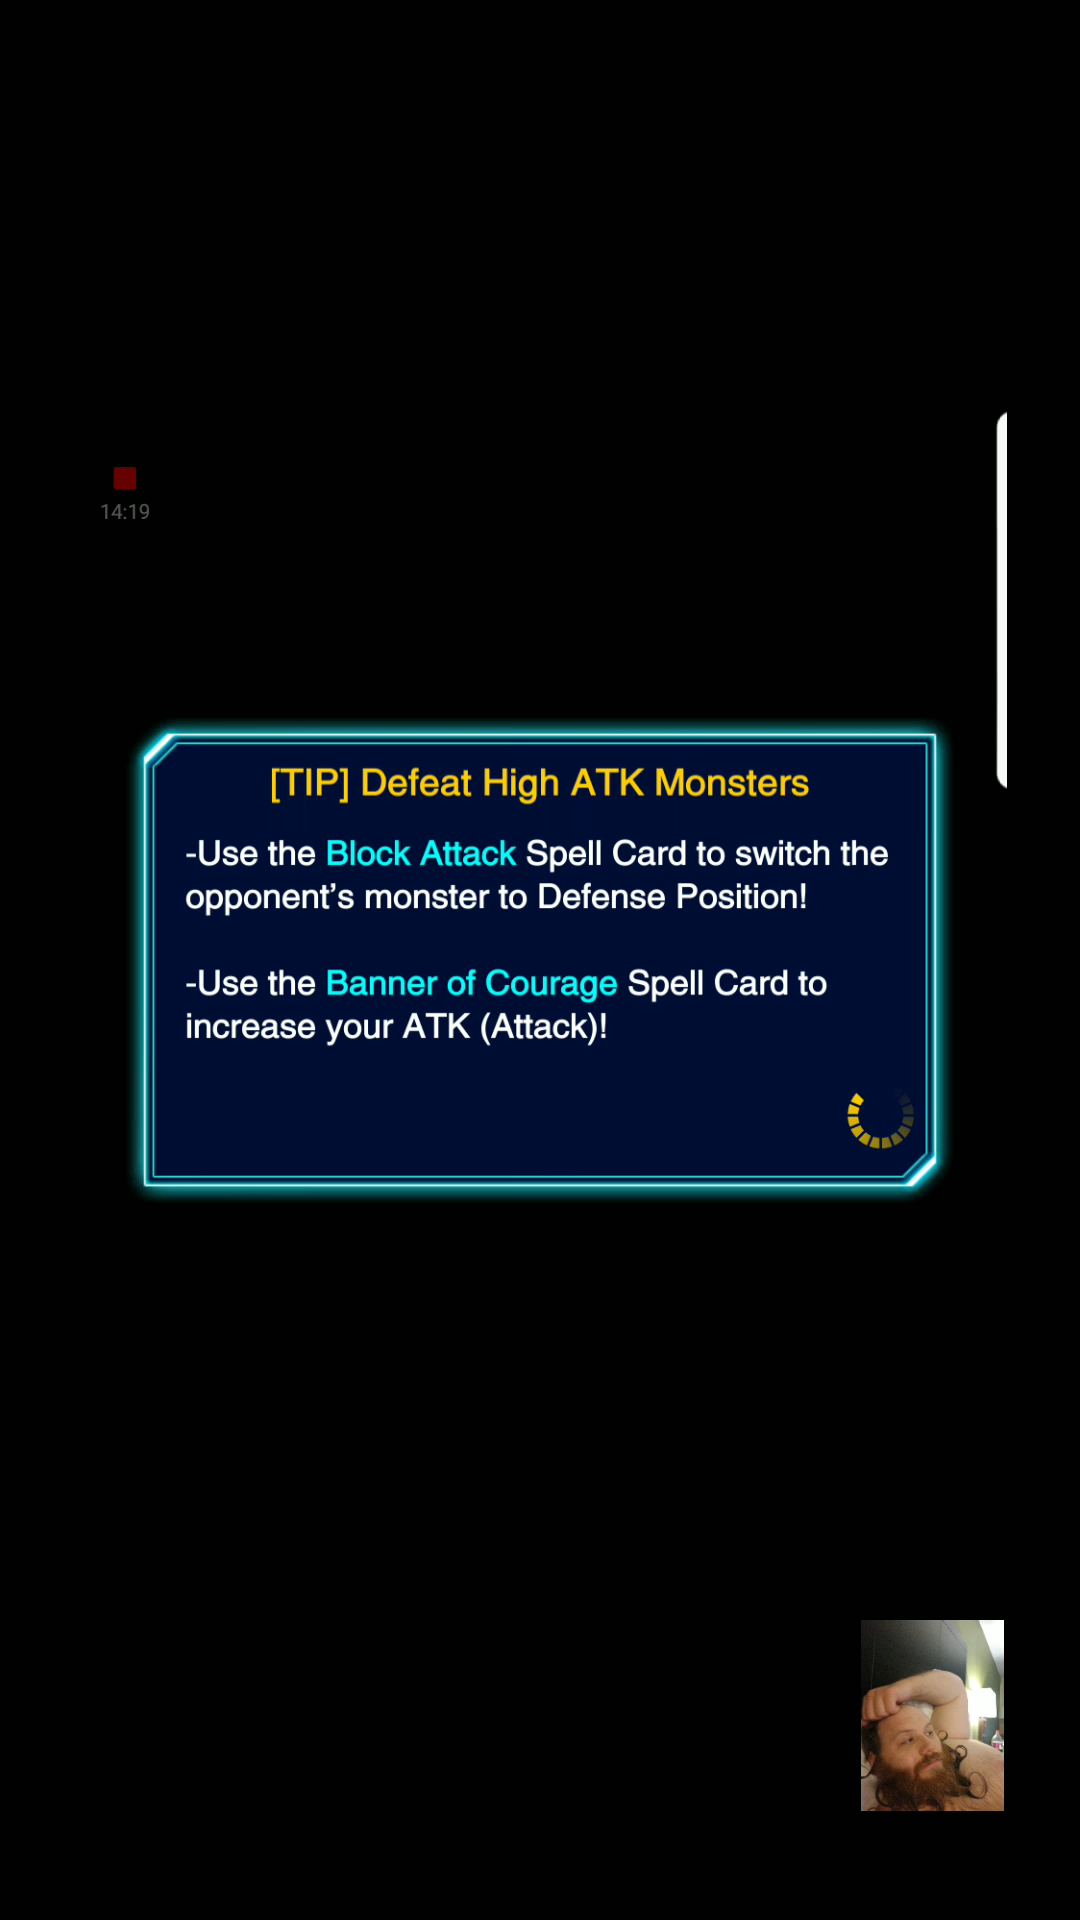 14:19
[TIP] Defeat High ATK Monsters
-Use the Block Attack Spell Card to switch the
opponent’s monster to Defense Position!
-Use the Banner of Courage Spell Card to
increase your ATK (Attack)!